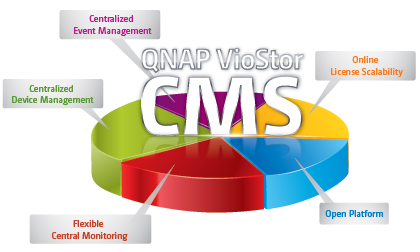 Centralized
Event Management
QNAP VioStor
CMS
Online
License Scalability
Centralized
Device Management
Flexible
Central Monitoring
Open Platform